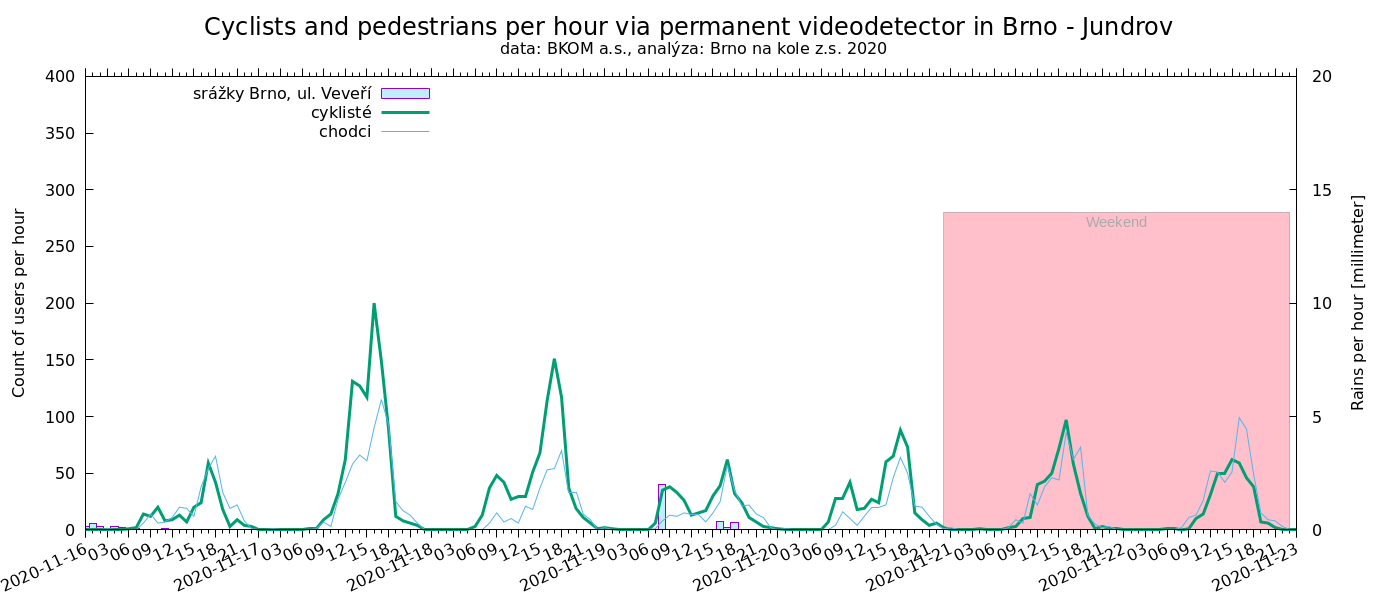 Cyclists and pedestrians per hour via permanent videodetector in Brno - Jundrov
data: BKOM a.s., analýza: Brno na kole z.s. 2020
srážky Brno, ul. Veveří
cyklisté
chodci
Weekend
Count of users per hour
400
350
300
250
200
150
100
50
0
Rains per hour [millimeter]
20
15
10
5
0
2020-11-16 03 06 09 12 15 18 21 2020-11-17 03 06 09 12 15 18 21 2020-11-18 03 06 09 12 15 18 21 2020-11-19 03 06 09 12 15 18 21 2020-11-20 03 06 09 12 15 18 21 2020-11-21 03 06 09 12 15 18 21 2020-11-22 03 06 09 12 15 18 21 2020-11-23